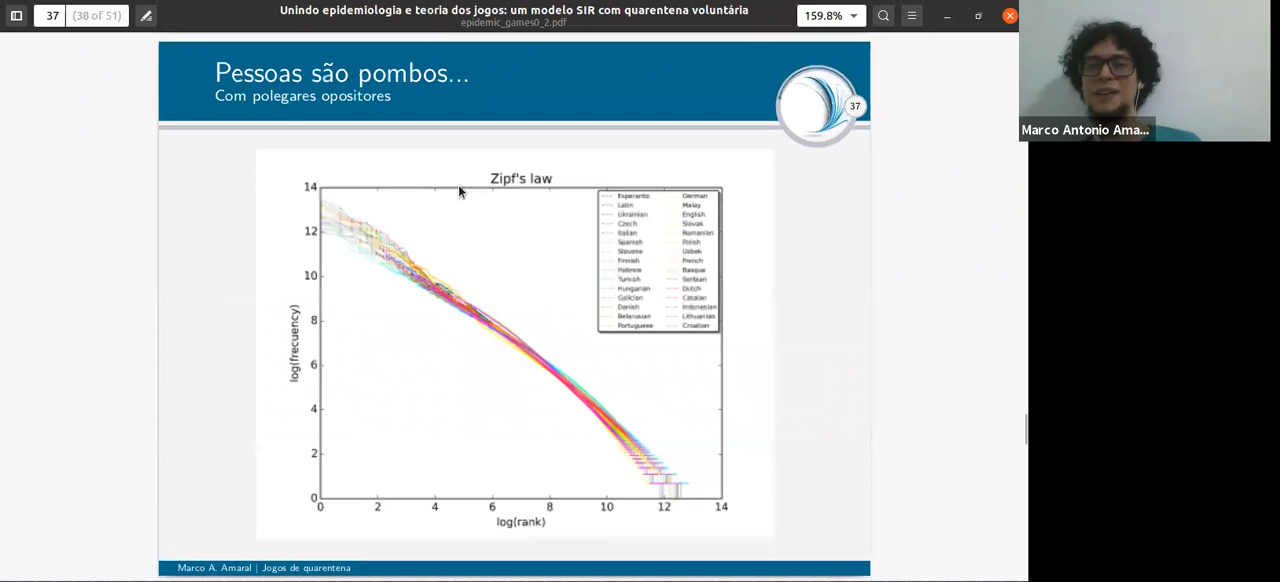 37
(38 of 51)
Unindo epidemiologia e teoria dos jogos: um modelo SIR com quarentena voluntária
epidemic_games0_2.pdf
159.8%
Marco Antonio Ama...
Pessoas são pombos...
Com polegares opositores
37
Zipf's law
14
12
10
8
6
4
2
0
log(frecuency)
0 2 4 6 8 10 12 14
log(rank)
Esperanto German
Latin Malay
Ukrainian English
Czech Slovak
Italian Romanian
Spanish Polish
Slovene Uzbek
Finnish French
Hebrew Basque
Turkish Serbian
Hungarian Dutch
Galician Catalan
Danish Indonesian
Belarusian Lithuanian
Portuguese Croatian
Marco A. Amaral | Jogos de quarentena